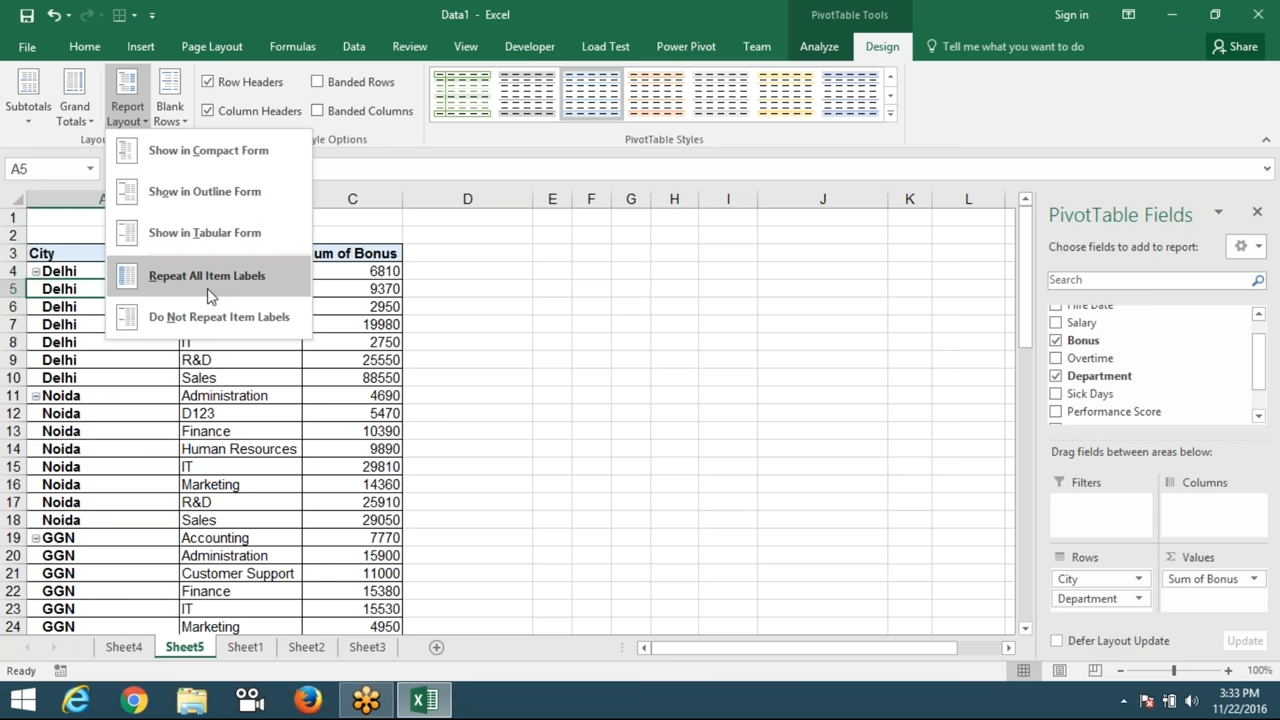 Data1 - Excel
PivotTable Tools
Sign in
File
Home
Insert
Page Layout
Formulas
Data
Review
View
Developer
Load Test
Power Pivot
Team
Analyze
Design
Tell me what you want to do
Share
Subtotals
Grand Totals
Report Layout
Blank Rows
Row Headers
Banded Rows
Column Headers
Banded Columns
Layou
yle Options
PivotTable Styles
Show in Compact Form
Show in Outline Form
Show in Tabular Form
Repeat All Item Labels
Do Not Repeat Item Labels
A5
A C D E F G H I J K L
1
2
3 City um of Bonus
4 Delhi 6810
5 Delhi 9370
6 Delhi 2950
7 Delhi 19980
8 Delhi IT 2750
9 Delhi R&D 25550
10 Delhi Sales 88550
11 Noida Administration 4690
12 Noida D123 5470
13 Noida Finance 10390
14 Noida Human Resources 9890
15 Noida IT 29810
16 Noida Marketing 14360
17 Noida R&D 25910
18 Noida Sales 29050
19 GGN Accounting 7770
20 GGN Administration 15900
21 GGN Customer Support 11000
22 GGN Finance 15380
23 GGN IT 15530
24 GGN Marketing 4950
PivotTable Fields
Choose fields to add to report:
Search
Hire Date
Salary
Bonus
Overtime
Department
Sick Days
Performance Score
Drag fields between areas below:
Filters
Columns
Rows
Σ Values
City
Sum of Bonus
Department
Defer Layout Update
Update
Sheet4
Sheet5
Sheet1
Sheet2
Sheet3
Ready
100%
3:33 PM
11/22/2016